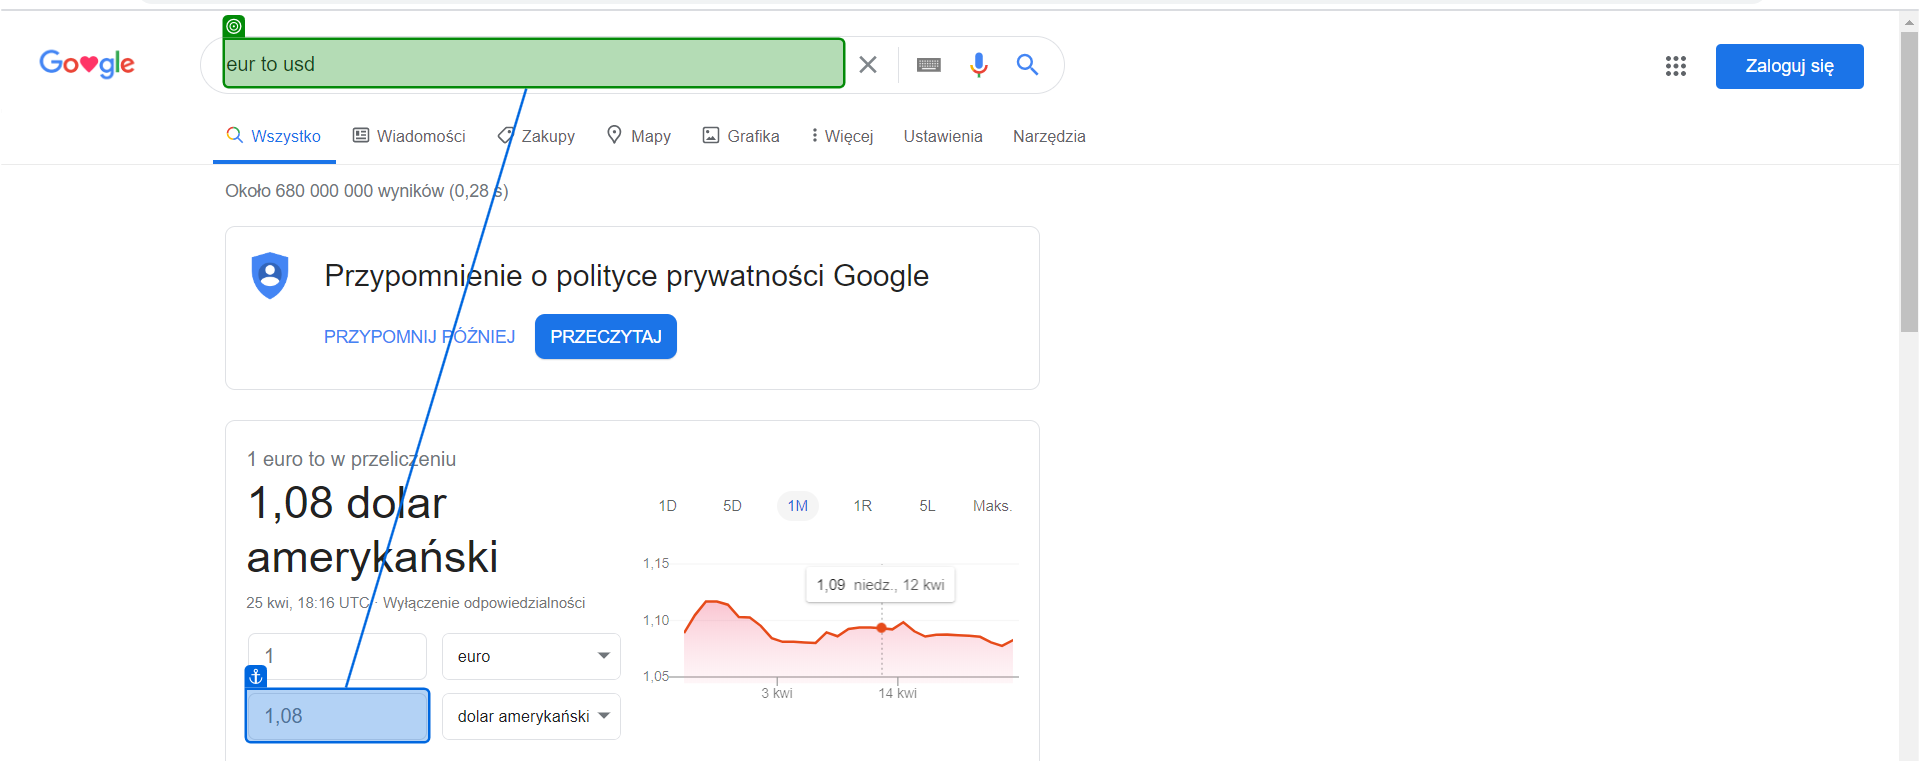 Google
eur to usd
Zaloguj się
Wszystko Wiadomości Zakupy Mapy Grafika Więcej Ustawienia Narzędzia
Około 680 000 000 wyników (0,28 s)
Przypomnienie o polityce prywatności Google
PRZYPOMNIJ PÓŹNIEJ PRZECZYTAJ
1 euro to w przeliczeniu
1,08 dolar
amerykański
25 kwi, 18:16 UTC · Wyłączenie odpowiedzialności
1 euro
1,08 dolar amerykański
1D 5D 1M 1R 5L Maks.
1,15
1,09 niedz., 12 kwi
1,10
1,05
3 kwi 14 kwi